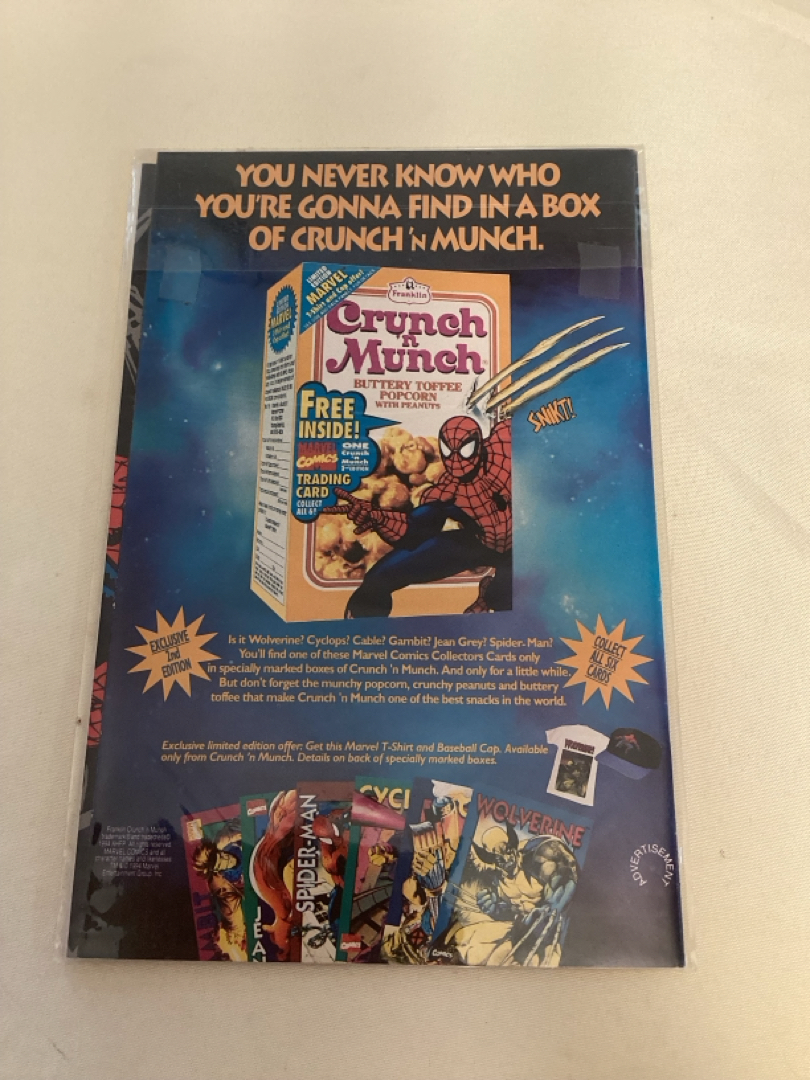 YOU NEVER KNOW WHO
YOU'RE GONNA FIND IN A BOX
OF CRUNCH 'N MUNCH.
LIMITED
EDITION
MARVEL
T-Shirt and Cap offer!
Franklin
Crunch
'n
Munch
BUTTERY TOFFEE
POPCORN
WITH PEANUTS
FREE
INSIDE!
MARVEL
COMICS
ONE
Crunch
'n
Munch
TRADING
CARD
COLLECT
ALL 6!
SNIKT!
EXCLUSIVE
2nd
EDITION
Is it Wolverine? Cyclops? Cable? Gambit? Jean Grey? Spider-Man?
You'll find one of these Marvel Comics Collectors Cards only
in specially marked boxes of Crunch 'n Munch. And only for a little while.
But don't forget the munchy popcorn, crunchy peanuts and buttery
toffee that make Crunch 'n Munch one of the best snacks in the world.
COLLECT
ALL SIX
CARDS
Exclusive limited edition offer: Get this Marvel T-Shirt and Baseball Cap. Available
only from Crunch 'n Munch. Details on back of specially marked boxes.
MBIT
JEA
SPIDER-MAN
CYCL
WOLVERINE
ADVERTISEMENT